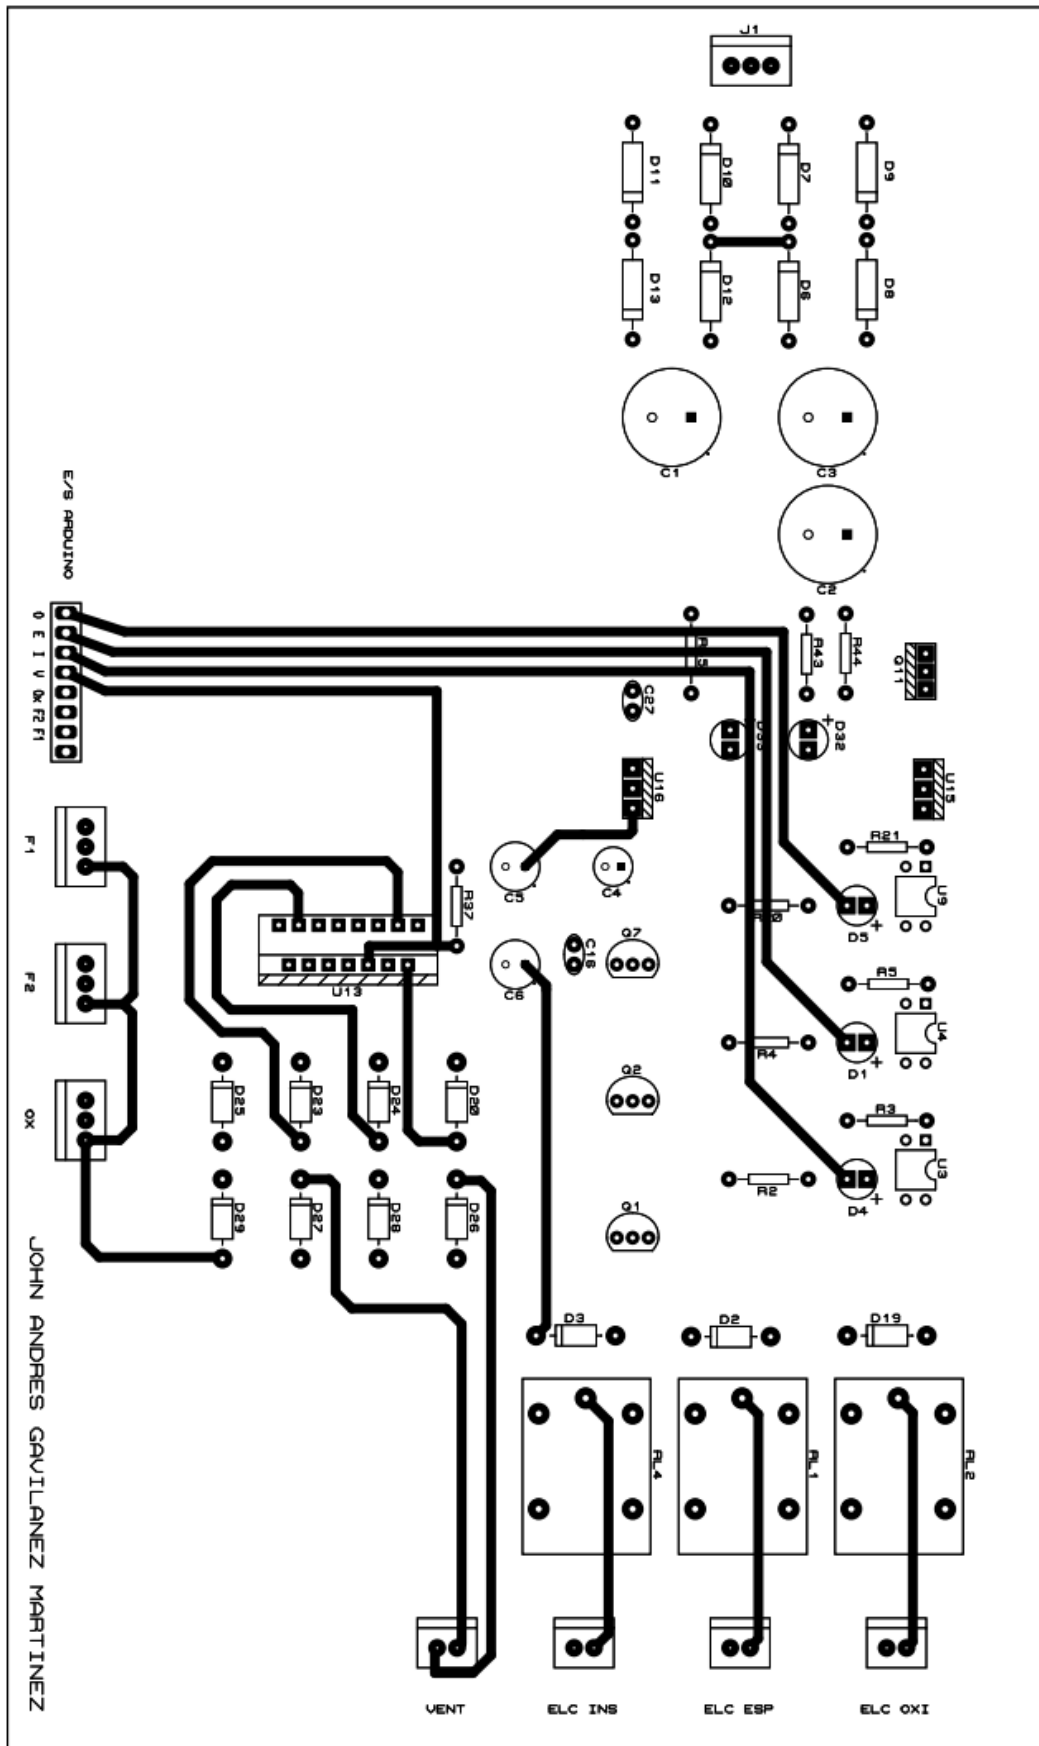 J1
D11
D10
D7
D9
D13
D12
D6
D8
C1
C3
C2
E/S ARDUINO
O E I V Ox F2 F1
R43
R44
Q11
C27
D32
U16
U15
F1
R21
C5
C4
R37
U9
D5
F2
C16
Q7
U13
C6
R5
U4
R4
D1
OX
D25
D23
D24
D20
Q2
R3
U3
R2
D4
D29
D27
D28
D26
Q1
D3
D2
D19
RL4
RL1
RL2
JOHN ANDRES GAVILANEZ MARTINEZ
VENT
ELC INS
ELC ESP
ELC OXI